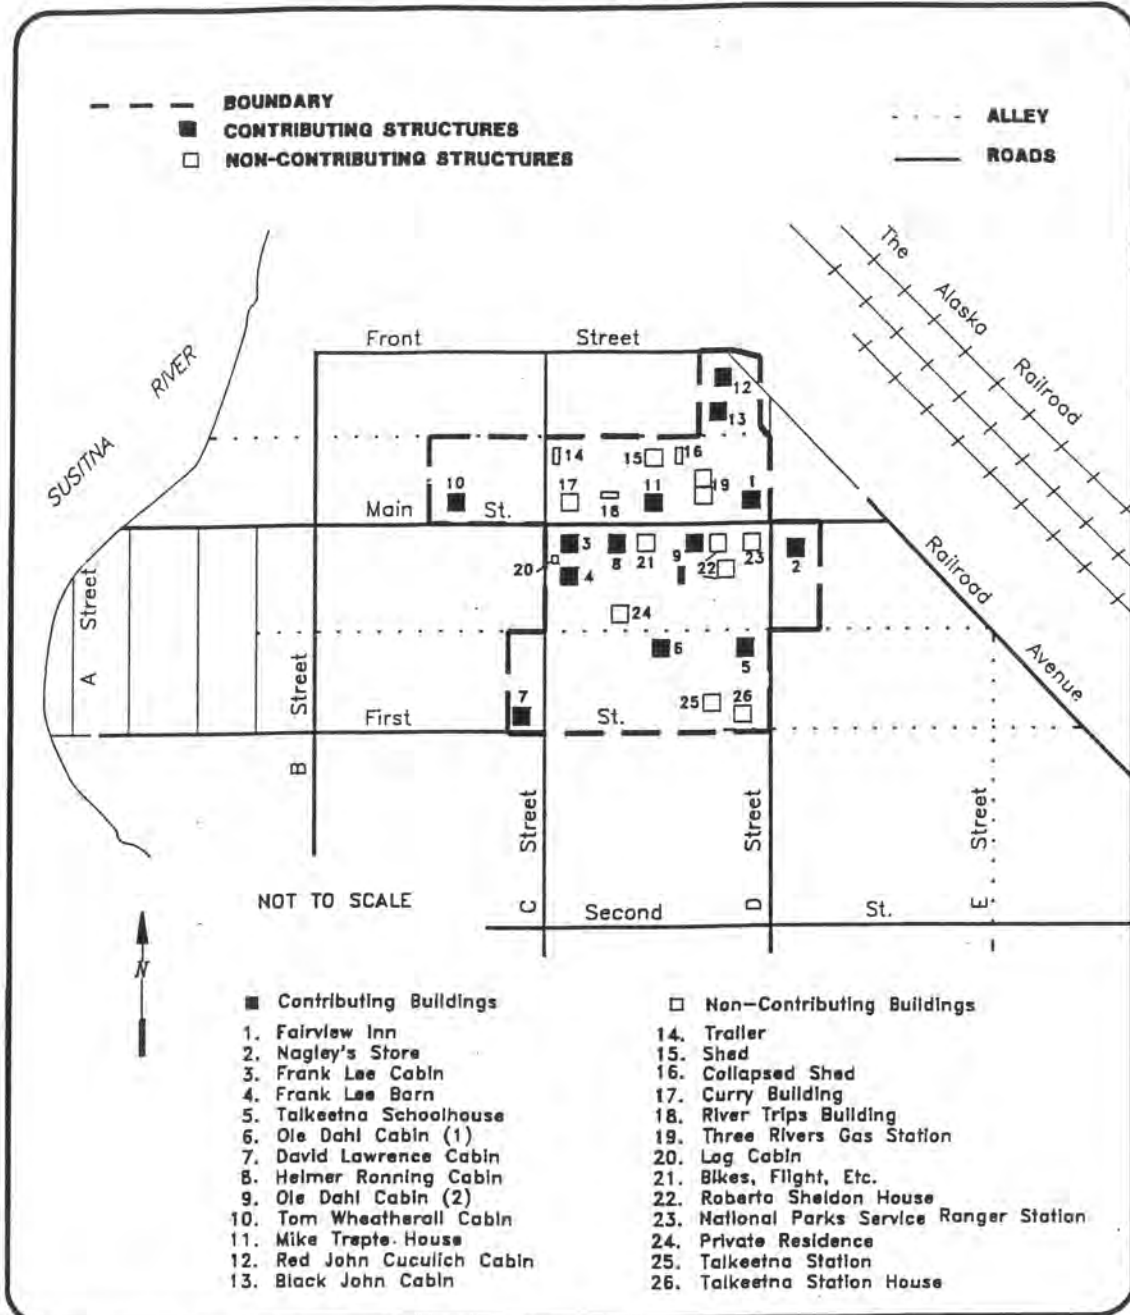 BOUNDARY
CONTRIBUTING STRUCTURES
NON-CONTRIBUTING STRUCTURES
ALLEY
ROADS
The Alaska Railroad
SUSITNA RIVER
Front Street
12
13
14
15
16
10
17
18
11
19
1
Main St.
3
8
21
9
22
23
2
20
4
24
Railroad Avenue
A Street
B Street
6
5
7
25
26
First St.
C Street
D Street
E Street
NOT TO SCALE
Second St.
N
Contributing Buildings
1. Fairview Inn
2. Nagley's Store
3. Frank Lee Cabin
4. Frank Lee Barn
5. Talkeetna Schoolhouse
6. Ole Dahl Cabin (1)
7. David Lawrence Cabin
8. Helmer Ronning Cabin
9. Ole Dahl Cabin (2)
10. Tom Wheatherall Cabin
11. Mike Trepte House
12. Red John Cuculich Cabin
13. Black John Cabin
Non-Contributing Buildings
14. Trailer
15. Shed
16. Collapsed Shed
17. Curry Building
18. River Trips Building
19. Three Rivers Gas Station
20. Log Cabin
21. Bikes, Flight, Etc.
22. Roberta Sheldon House
23. National Parks Service Ranger Station
24. Private Residence
25. Talkeetna Station
26. Talkeetna Station House